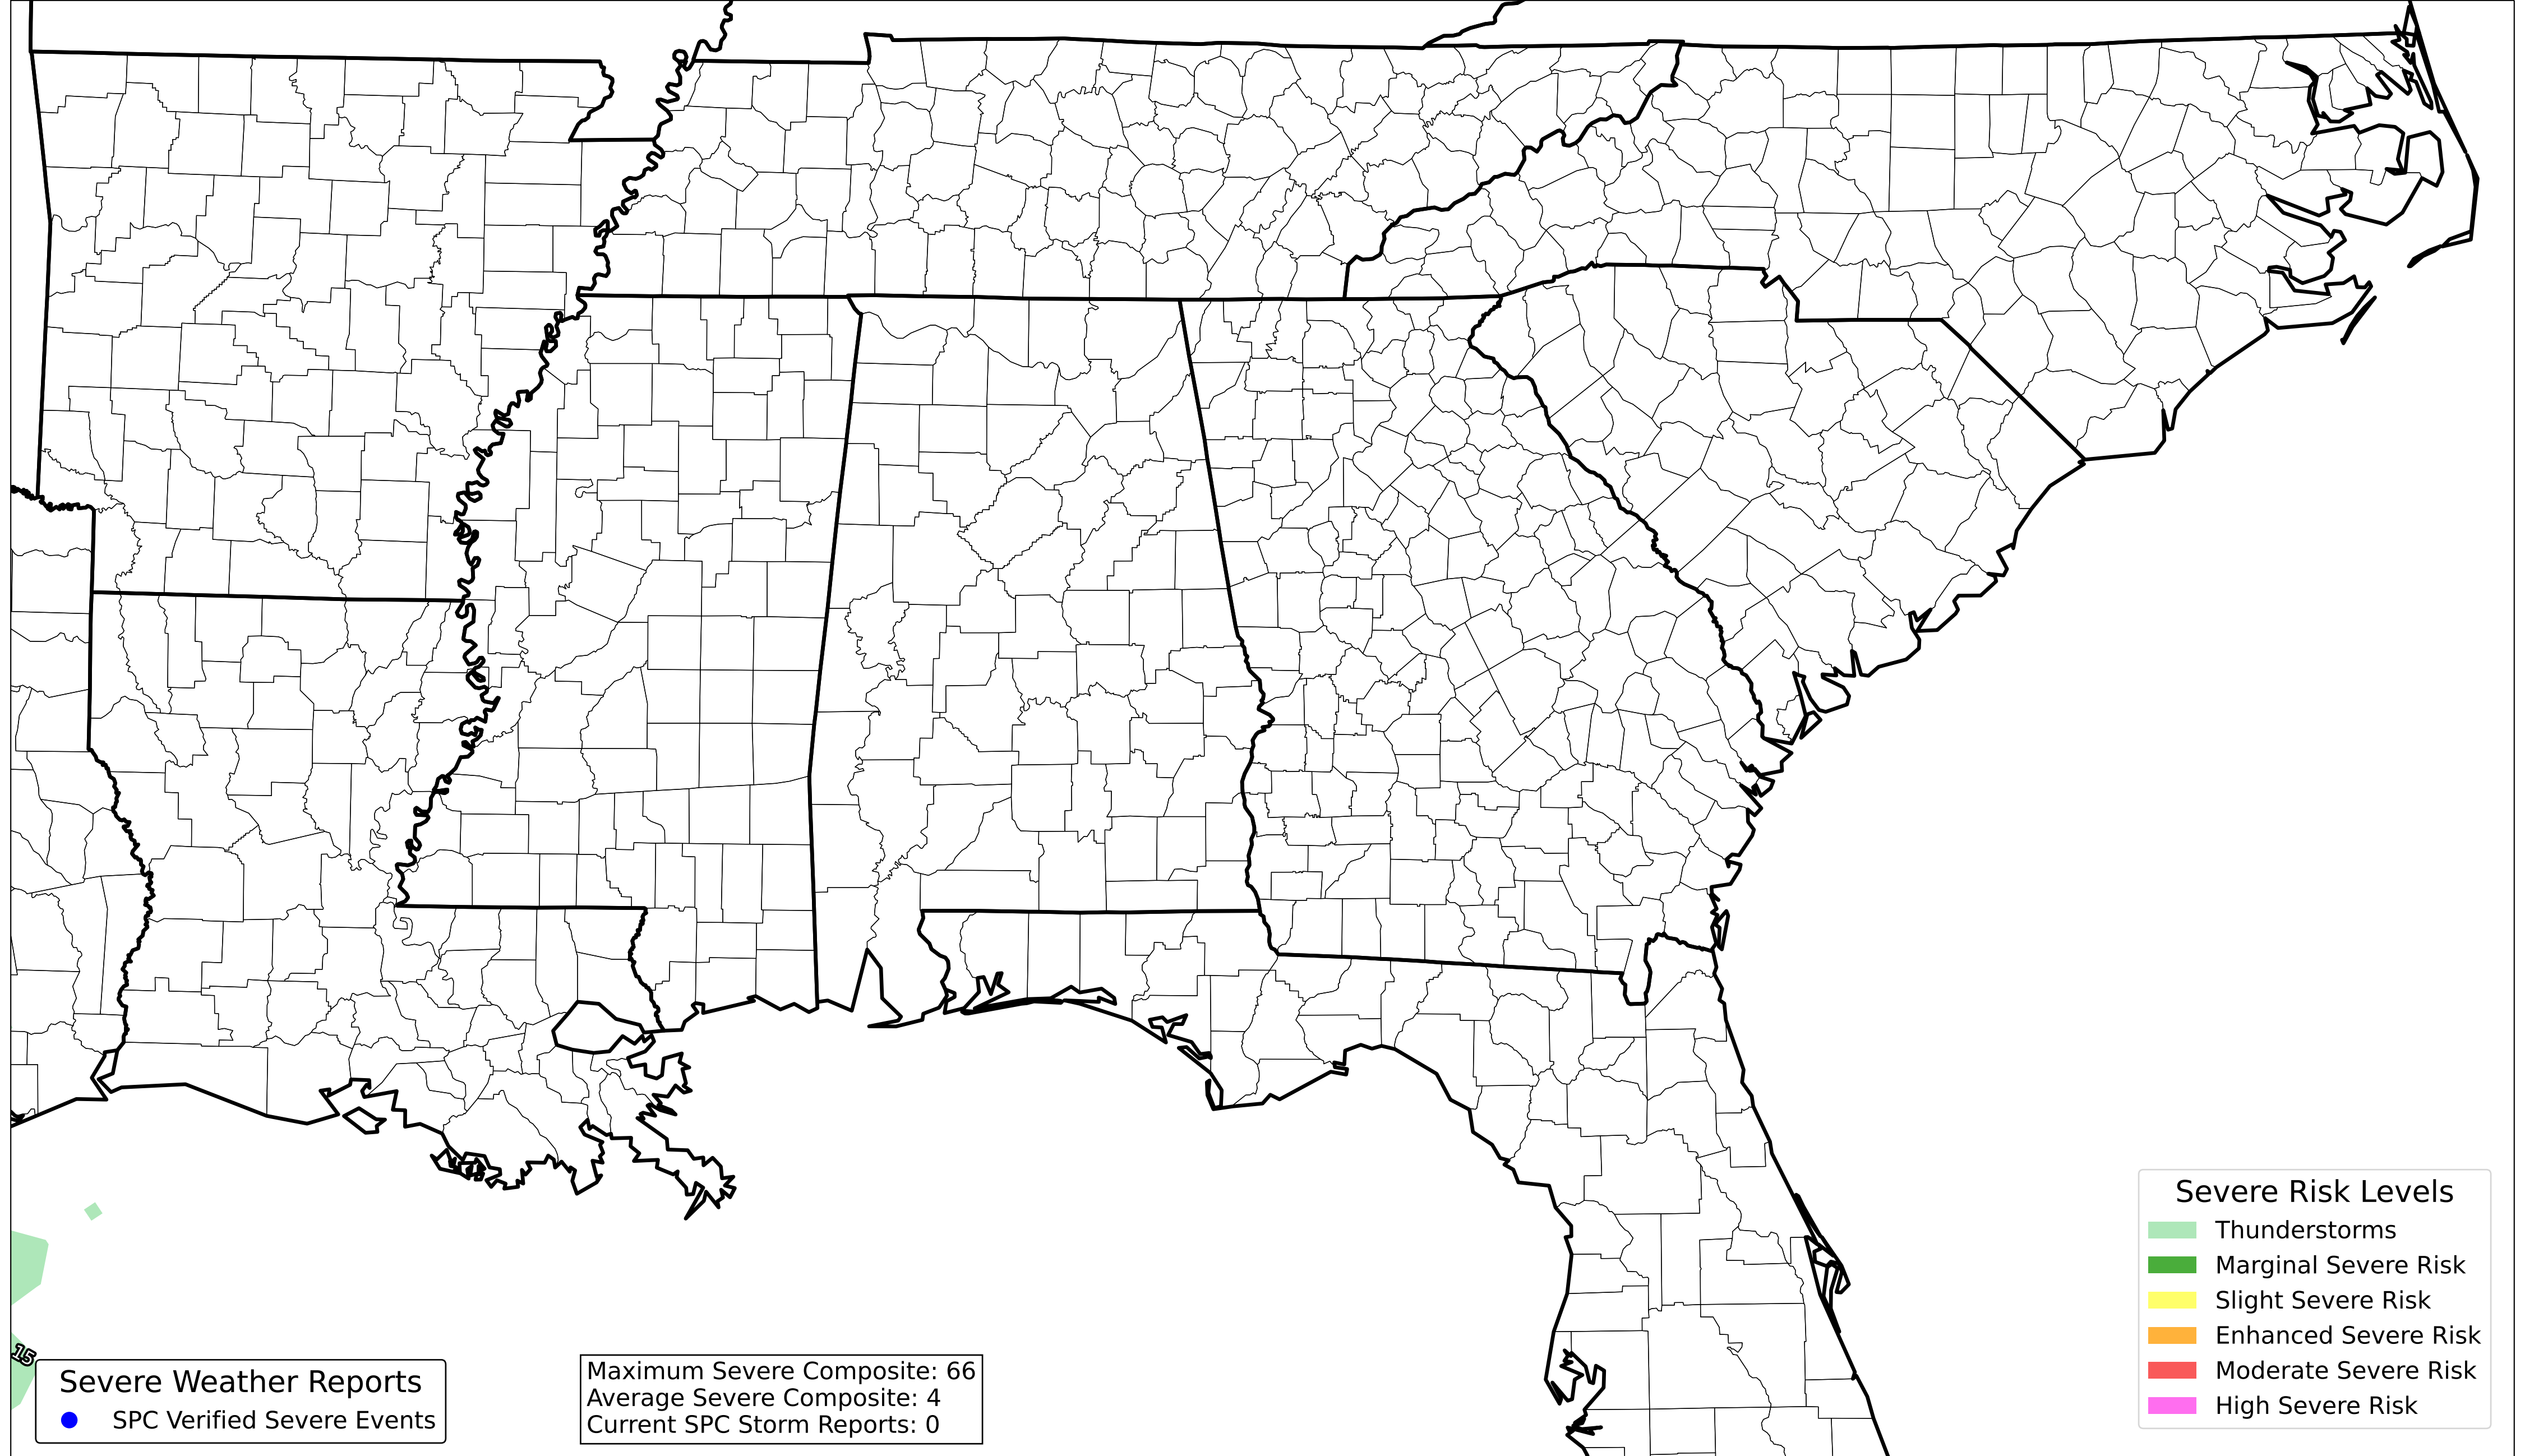 15
Severe Weather Reports
SPC Verified Severe Events
Maximum Severe Composite: 66
Average Severe Composite: 4
Current SPC Storm Reports: 0
Severe Risk Levels
Thunderstorms
Marginal Severe Risk
Slight Severe Risk
Enhanced Severe Risk
Moderate Severe Risk
High Severe Risk